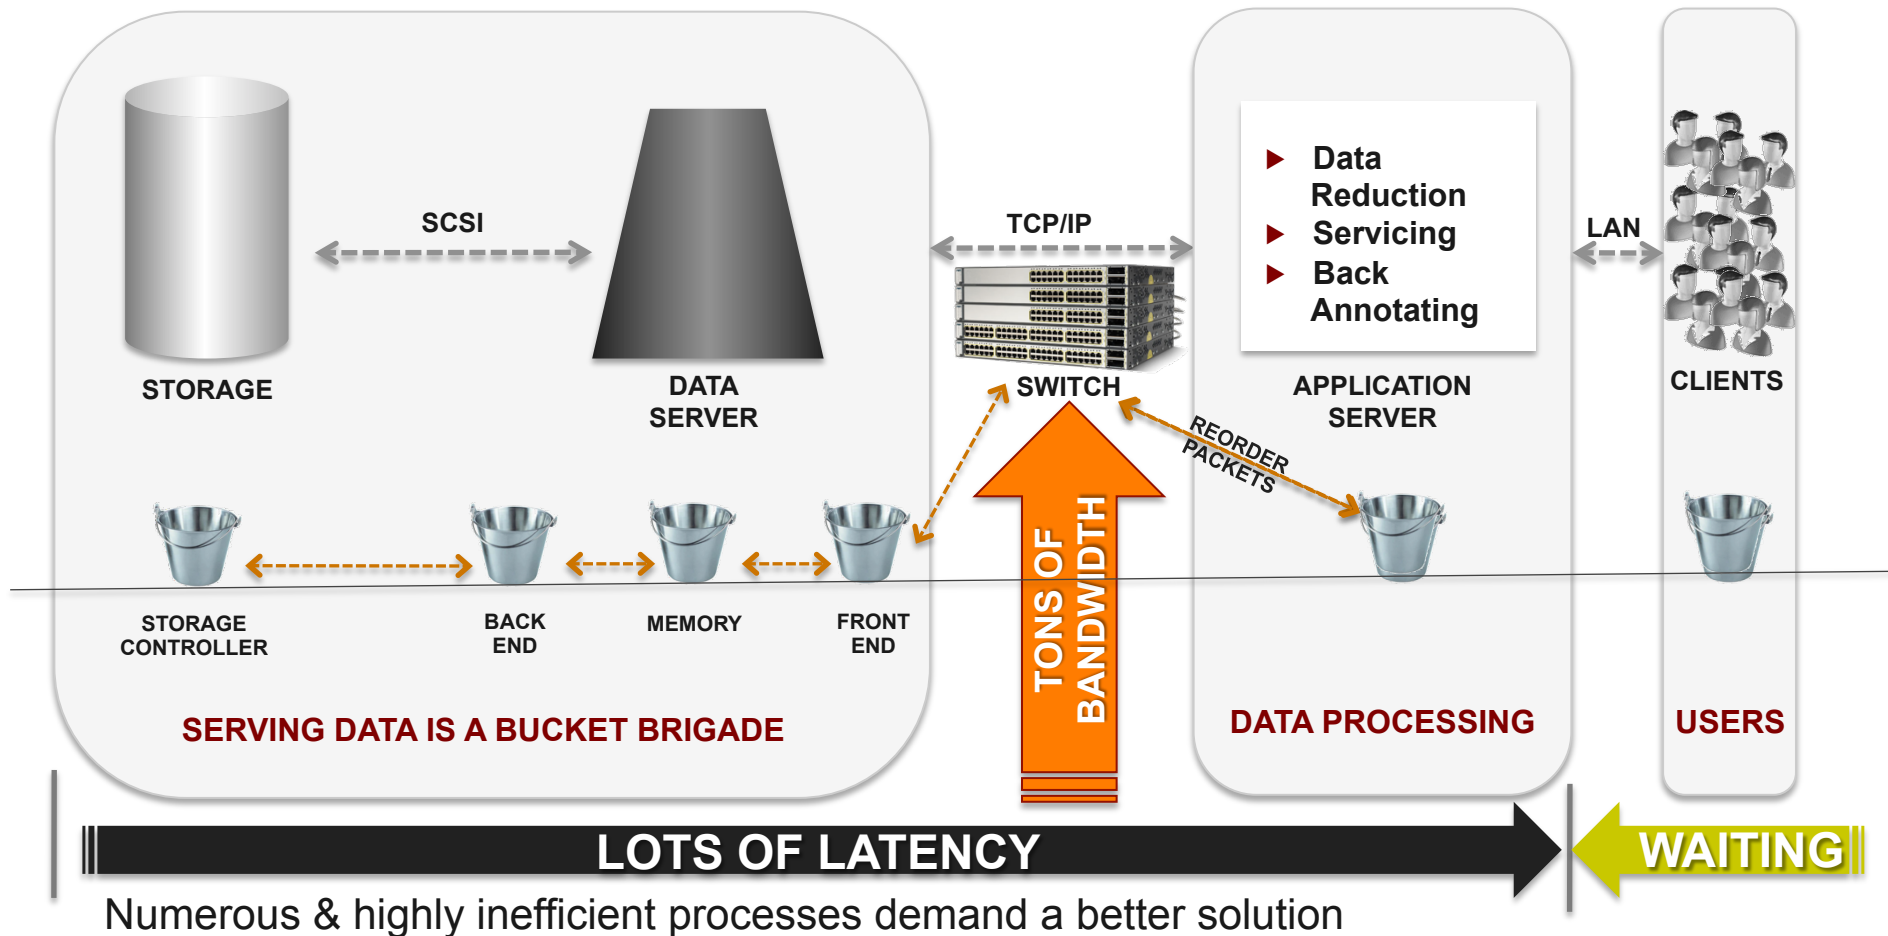 SCSI
TCP/IP
LAN
Data
Reduction
Servicing
Back
Annotating
STORAGE
DATA
SERVER
SWITCH
APPLICATION
SERVER
CLIENTS
REORDER
PACKETS
TONS OF
BANDWIDTH
STORAGE
CONTROLLER
BACK
END
MEMORY
FRONT
END
SERVING DATA IS A BUCKET BRIGADE
DATA PROCESSING
USERS
LOTS OF LATENCY
WAITING
Numerous & highly inefficient processes demand a better solution